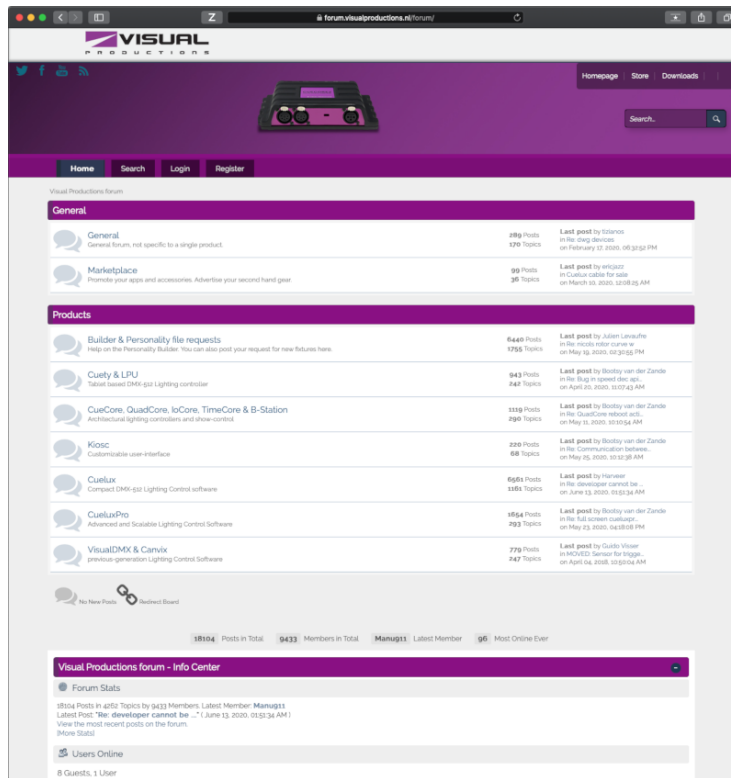 forum.visualproductions.nl/forum/
VISUAL
PRODUCTIONS
Homepage Store Downloads
Search..
Home Search Login Register
Visual Productions forum
General
General
General forum, not specific to a single product.
289 Posts
170 Topics
Last post by tizianos
in Re: dwg devices
on February 17, 2020, 06:32:52 PM
Marketplace
Promote your apps and accessories. Advertise your second hand gear.
99 Posts
36 Topics
Last post by ericjazz
in Cuelux cable for sale
on March 10, 2020, 12:08:25 AM
Products
Builder & Personality file requests
Help on the Personality Builder. You can also post your request for new fixtures here.
6440 Posts
1755 Topics
Last post by Julien Levaufre
in Re: nicols rotor curve w
on May 19, 2020, 02:30:55 PM
Cuety & LPU
Tablet based DMX-512 Lighting controller
943 Posts
242 Topics
Last post by Bootsy van der Zande
in Re: Bug in speed dec api..
on April 20, 2020, 11:07:43 AM
CueCore, QuadCore, IoCore, TimeCore & B-Station
Architectural lighting controllers and show-control
1119 Posts
290 Topics
Last post by Bootsy van der Zande
in Re: QuadCore reboot acti..
on May 11, 2020, 10:10:54 AM
Kiosc
Customizable user-interface
220 Posts
68 Topics
Last post by Bootsy van der Zande
in Re: Communication betwee..
on May 25, 2020, 10:12:38 AM
Cuelux
Compact DMX-512 Lighting Control software
6561 Posts
1161 Topics
Last post by Harveer
in Re: developer cannot be ...
on June 13, 2020, 01:51:34 AM
CueluxPro
Advanced and Scalable Lighting Control Software
1654 Posts
293 Topics
Last post by Bootsy van der Zande
in Re: full screen cueluxpr..
on May 23, 2020, 04:18:08 PM
VisualDMX & Canvix
previous-generation Lighting Control Software
779 Posts
247 Topics
Last post by Guido Visser
in MOVED: Sensor for trigge..
on April 04, 2018, 10:50:04 AM
No New Posts Redirect Board
18104 Posts in Total 9433 Members in Total Manu911 Latest Member 96 Most Online Ever
Visual Productions forum - Info Center
Forum Stats
18104 Posts in 4262 Topics by 9433 Members. Latest Member: Manu911
Latest Post: "Re: developer cannot be ..." ( June 13, 2020, 01:51:34 AM )
View the most recent posts on the forum.
[More Stats]
Users Online
8 Guests, 1 User